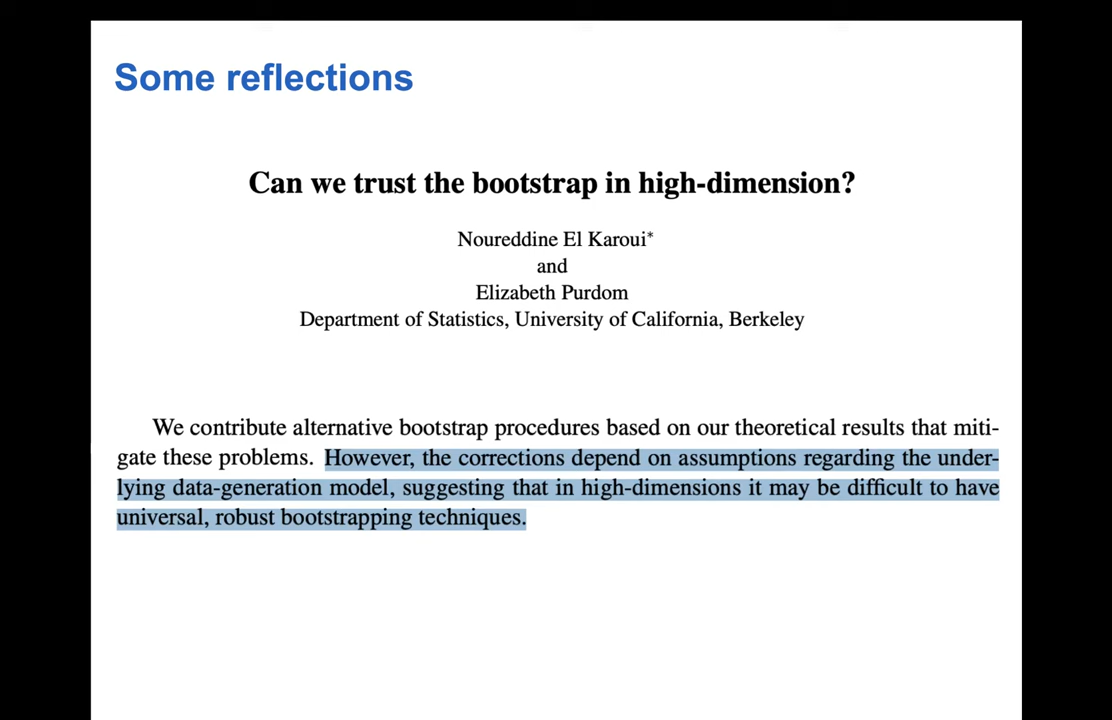 Some reflections
Can we trust the bootstrap in high-dimension?
Noureddine El Karoui*
and
Elizabeth Purdom
Department of Statistics, University of California, Berkeley
We contribute alternative bootstrap procedures based on our theoretical results that miti-
gate these problems. However, the corrections depend on assumptions regarding the under-
lying data-generation model, suggesting that in high-dimensions it may be difficult to have
universal, robust bootstrapping techniques.